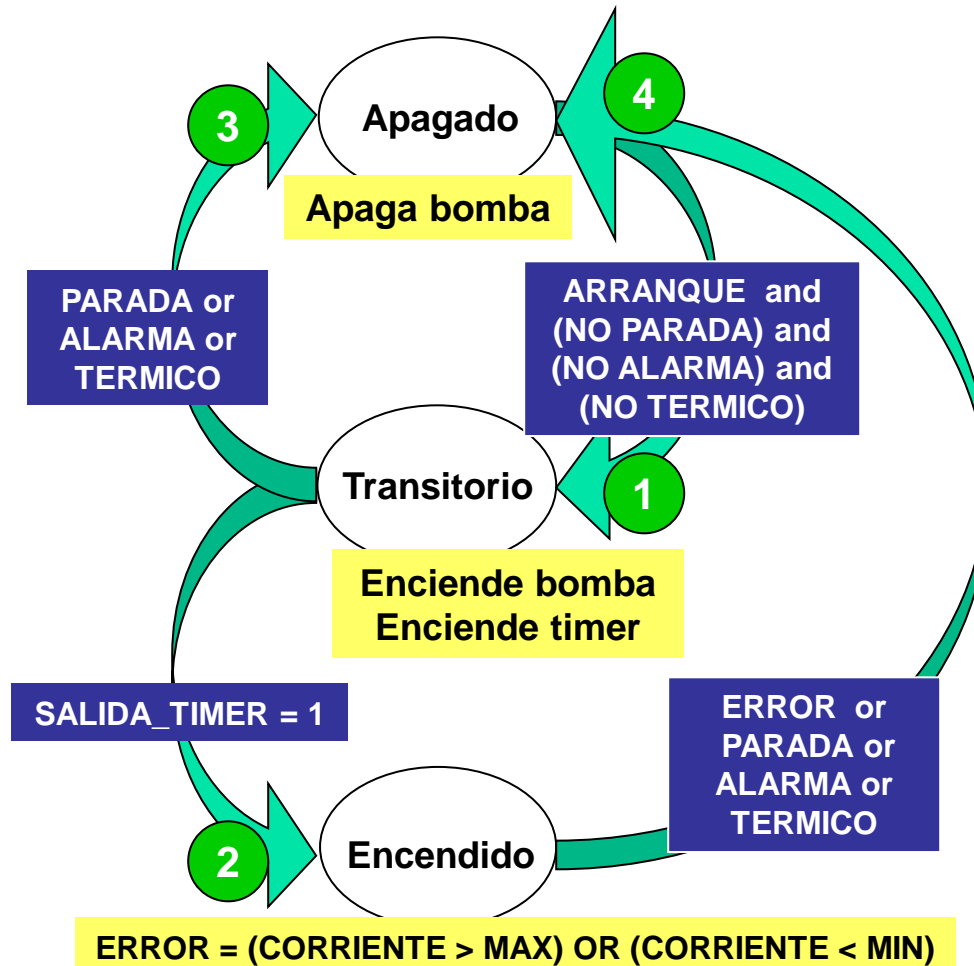 3
Apagado
4
Apaga bomba
PARADA or
ALARMA or
TERMICO
ARRANQUE and
(NO PARADA) and
(NO ALARMA) and
(NO TERMICO)
Transitorio
1
Enciende bomba
Enciende timer
SALIDA_TIMER = 1
ERROR or
PARADA or
ALARMA or
TERMICO
2
Encendido
ERROR = (CORRIENTE > MAX) OR (CORRIENTE < MIN)